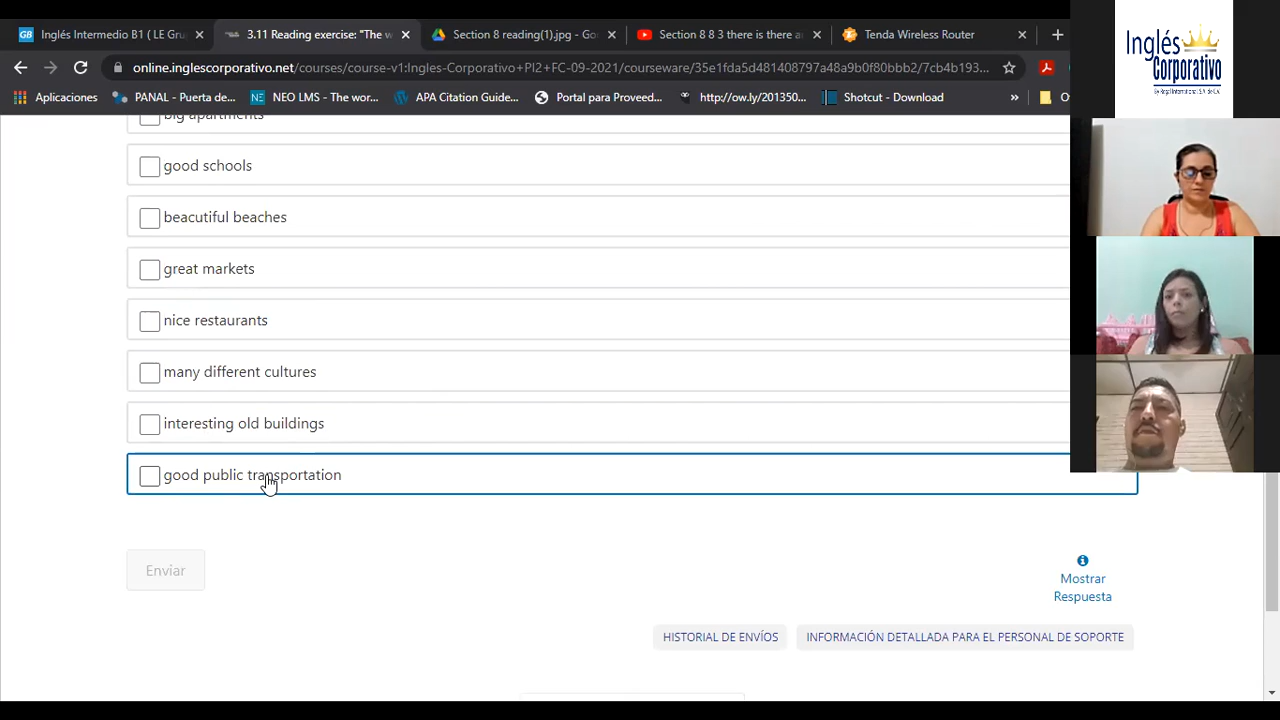 Inglés Intermedio B1 ( LE Gru
3.11 Reading exercise: "The w
Section 8 reading(1).jpg - Go
Section 8 8 3 there is there a
Tenda Wireless Router
online.inglescorporativo.net/courses/course-v1:Ingles-Corporativo+PI2+FC-09-2021/courseware/35e1fda5d481408797a48a9b0f80bbb2/7cb4b193...
Aplicaciones
PANAL - Puerta de...
NEO LMS - The wor...
APA Citation
Portal para Proveed...
http://ow.ly/201350...
Shotcut - Download
»
Inglés
Corporativo
big apartments
good schools
beacutiful beaches
great markets
nice restaurants
many different cultures
interesting old buildings
good public transportation
Enviar
Mostrar
Respuesta
HISTORIAL DE ENVÍOS
INFORMACIÓN DETALLADA PARA EL PERSONAL DE SOPORTE